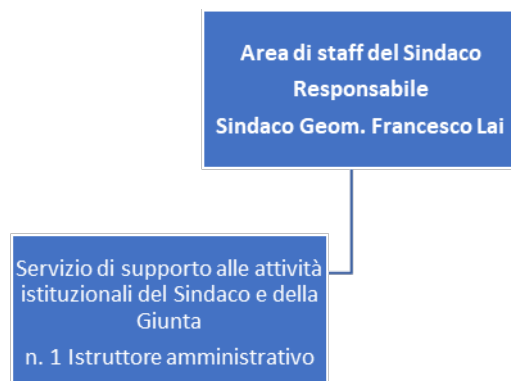 Area di staff del Sindaco
Responsabile
Sindaco Geom. Francesco Lai
Servizio di supporto alle attività
istituzionali del Sindaco e della
Giunta
n. 1 Istruttore amministrativo